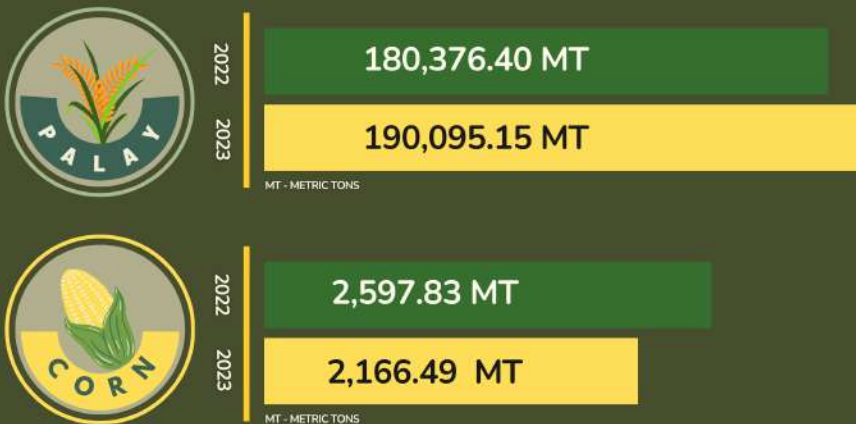 PALAY
2022
180,376.40 MT
2023
190,095.15 MT
MT - METRIC TONS
CORN
2022
2,597.83 MT
2023
2,166.49 MT
MT - METRIC TONS